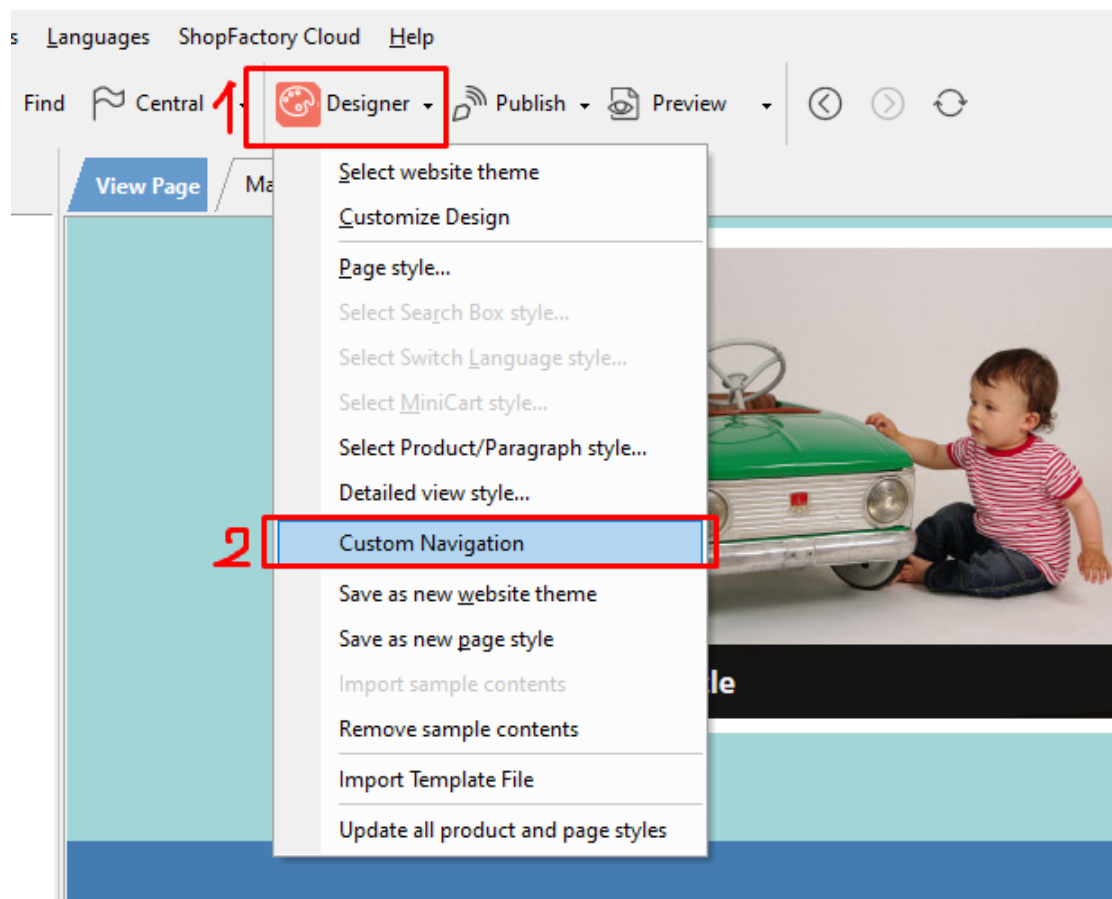 s Languages ShopFactory Cloud Help
Find Central 1 Designer Publish Preview
View Page Ma
Select website theme
Customize Design
Page style...
Select Search Box style...
Select Switch Language style...
Select MiniCart style...
Select Product/Paragraph style...
Detailed view style...
2 Custom Navigation
Save as new website theme
Save as new page style
Import sample contents
tle
Remove sample contents
Import Template File
Update all product and page styles